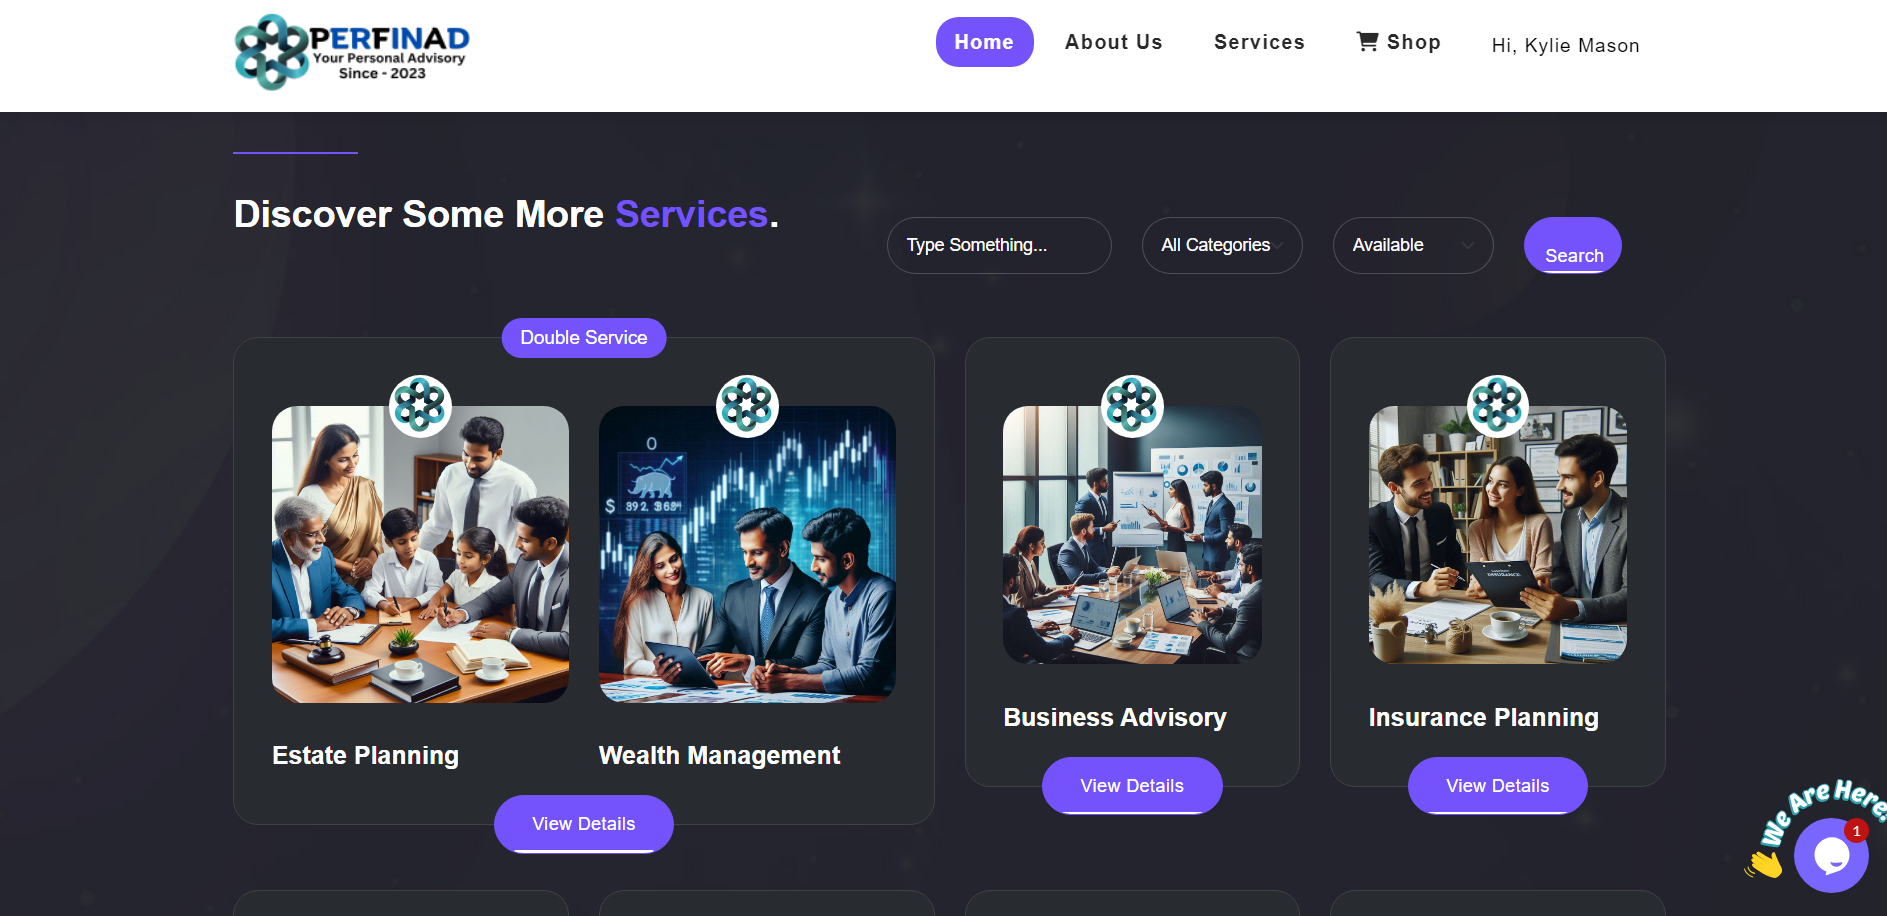 PERFINAD
Your Personal Advisory
Since - 2023
Home
About Us
Services
Shop
Hi, Kylie Mason
Discover Some More Services.
Type Something...
All Categories
Available
Search
Double Service
Estate Planning
Wealth Management
View Details
Business Advisory
View Details
Insurance Planning
View Details
We Are Here!
1